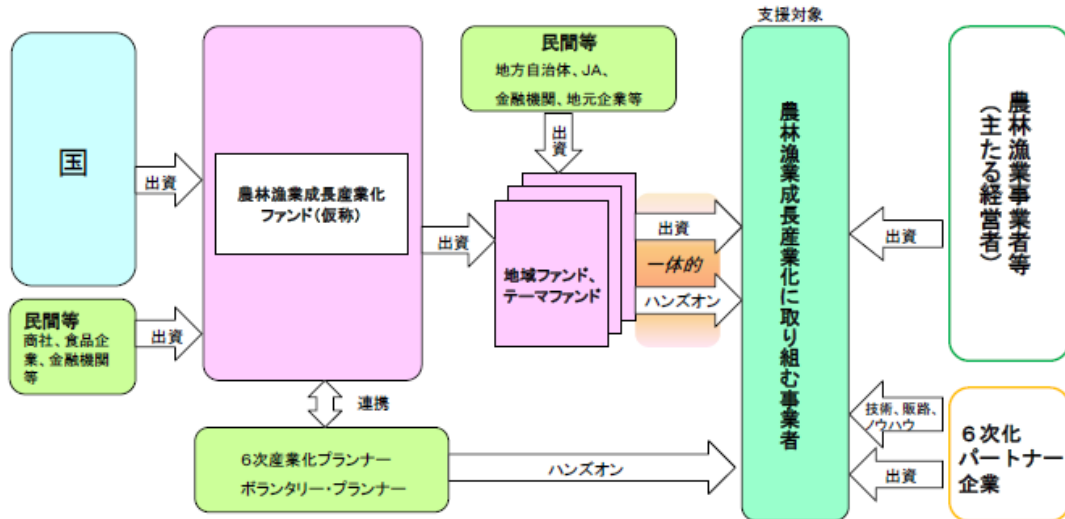 支援対象
国
出資
民間等
商社、食品企
業、金融機関
等
出資
農林漁業成長産業化
ファンド(仮称)
出資
民間等
地方自治体、JA、
金融機関、地元企業等
出資
地域ファンド、
テーマファンド
出資
一体的
ハンズオン
農林漁業成長産業化に取り組む事業者
農林漁業事業者等
(主たる経営者)
出資
連携
6次産業化プランナー
ボランタリー・プランナー
ハンズオン
技術、販路、
ノウハウ
出資
6次化
パートナー
企業